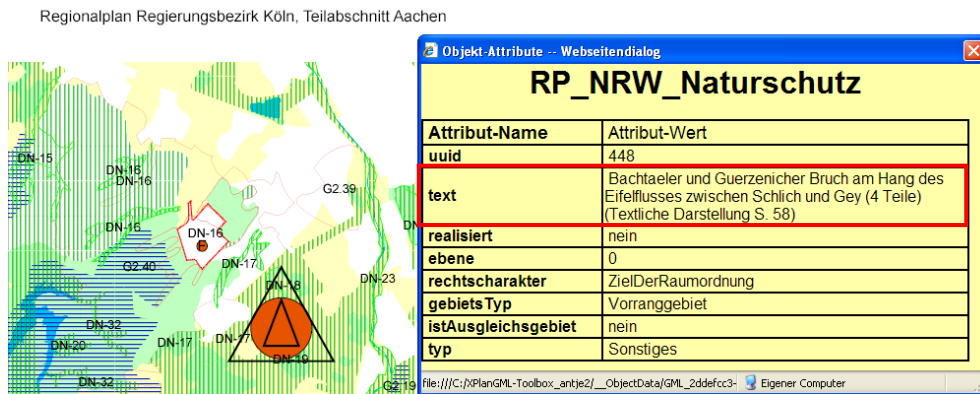 Regionalplan Regierungsbezirk Köln, Teilabschnitt Aachen
Objekt-Attribute -- Webseitendialog
RP_NRW_Naturschutz
Attribut-Name Attribut-Wert
uuid 448
text Bachtaeler und Guerzenicher Bruch am Hang des
Eifelflusses zwischen Schlich und Gey (4 Teile)
(Textliche Darstellung S. 58)
realisiert nein
ebene 0
rechtscharakter ZielDerRaumordnung
gebietsTyp Vorranggebiet
istAusgleichsgebiet nein
typ Sonstiges
file:///C:/XPlanGML-Toolbox_antje2/__ObjectData/GML_2ddefcc3- Eigener Computer
DN-15
DN-16
DN-16
G2.39
DN-16
DN-16
DN
G2.40
DN-17
DN-18
DN-23
DN-32
DN-20
DN-17
DN-17
DN-19
DN-32
G2.19